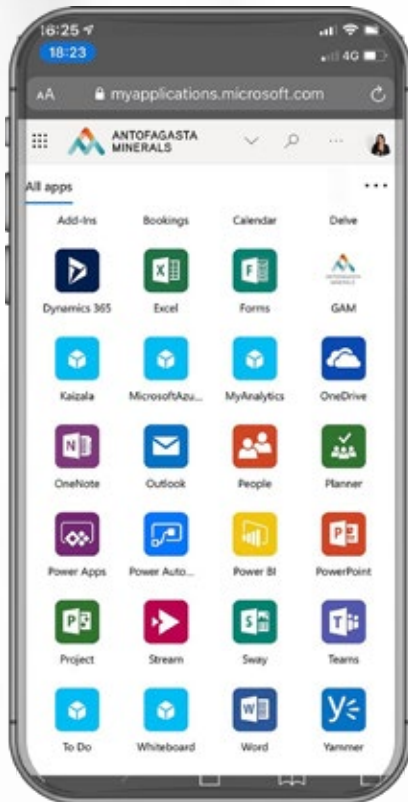 16:25
18:23
4G
AA myapplications.microsoft.com
ANTOFAGASTA
MINERALS
All apps
Add-Ins Bookings Calendar Delve
Dynamics 365 Excel Forms GAM
Kaizala MicrosoftAzu... MyAnalytics OneDrive
OneNote Outlook People Planner
Power Apps Power Auto... Power BI PowerPoint
Project Stream Sway Teams
To Do Whiteboard Word Yammer